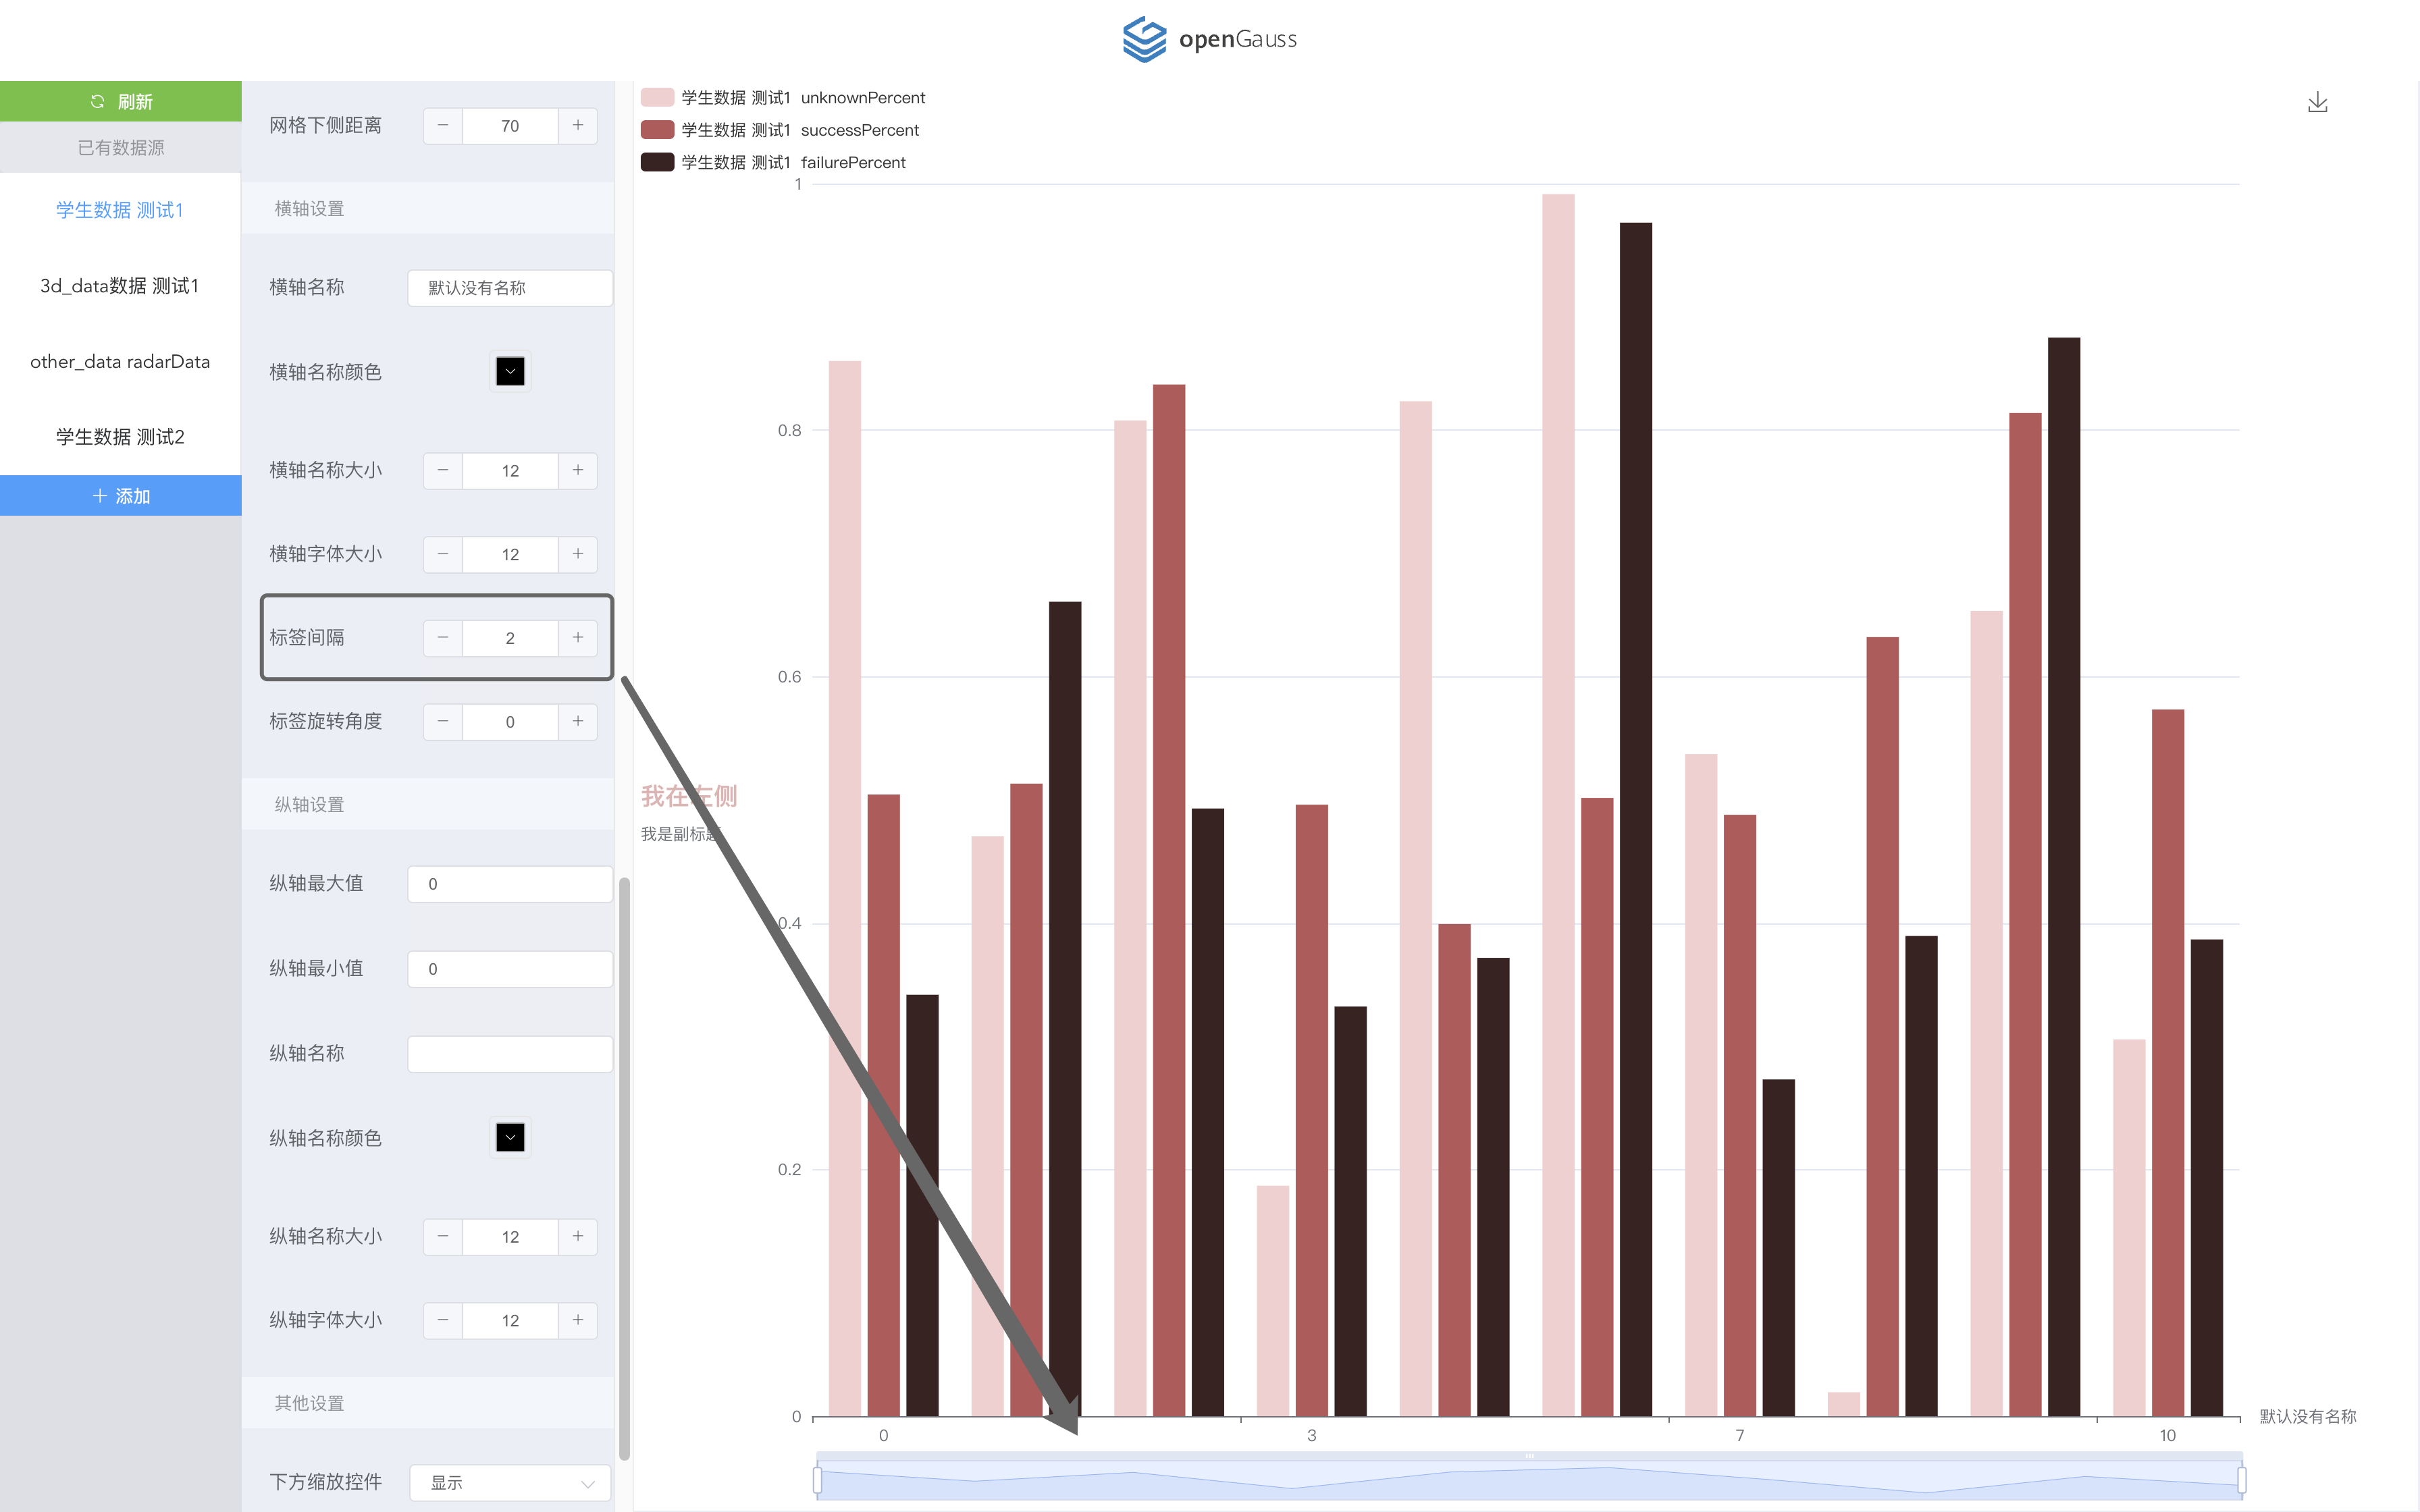 openGauss
刷新
已有数据源
学生数据 测试1
3d_data数据 测试1
other_data radarData
学生数据 测试2
添加
网格下侧距离
70
横轴设置
横轴名称
默认没有名称
横轴名称颜色
横轴名称大小
12
横轴字体大小
12
标签间隔
2
标签旋转角度
0
纵轴设置
纵轴最大值
0
纵轴最小值
0
纵轴名称
纵轴名称颜色
纵轴名称大小
12
纵轴字体大小
12
其他设置
下方缩放控件
显示
学生数据 测试1 unknownPercent
学生数据 测试1 successPercent
学生数据 测试1 failurePercent
1
0.8
0.6
我在左侧
我是副标题
0.4
0.2
0
默认没有名称
0
3
7
10